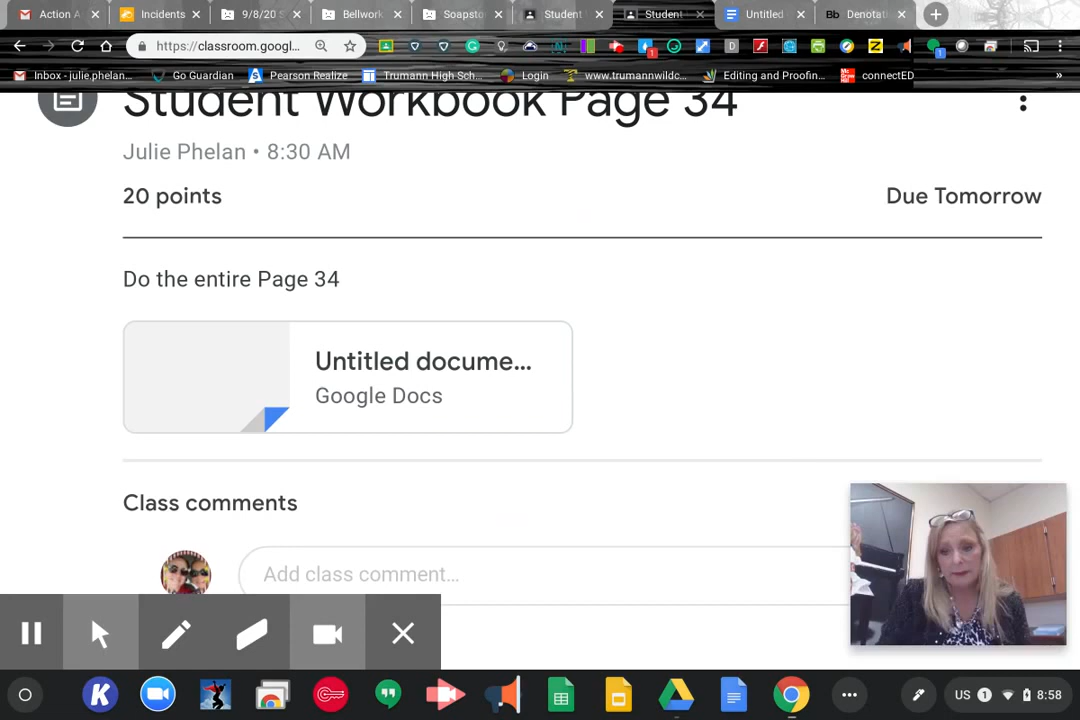 Action A
Incidents
9/8/20 S
Bellwork
Soapsto
Student
Student
Untitled
Bb Denotati
https://classroom.googl...
Inbox - julie.phelan...
Go Guardian
Pearson Realize
Trumann High Sch...
Login
www.trumannwildc...
Editing and Proofin...
connectED
»
Student Workbook Page 34
Julie Phelan • 8:30 AM
20 points
Due Tomorrow
Do the entire Page 34
Untitled docume...
Google Docs
Class comments
Add class comment...
US 1 8:58